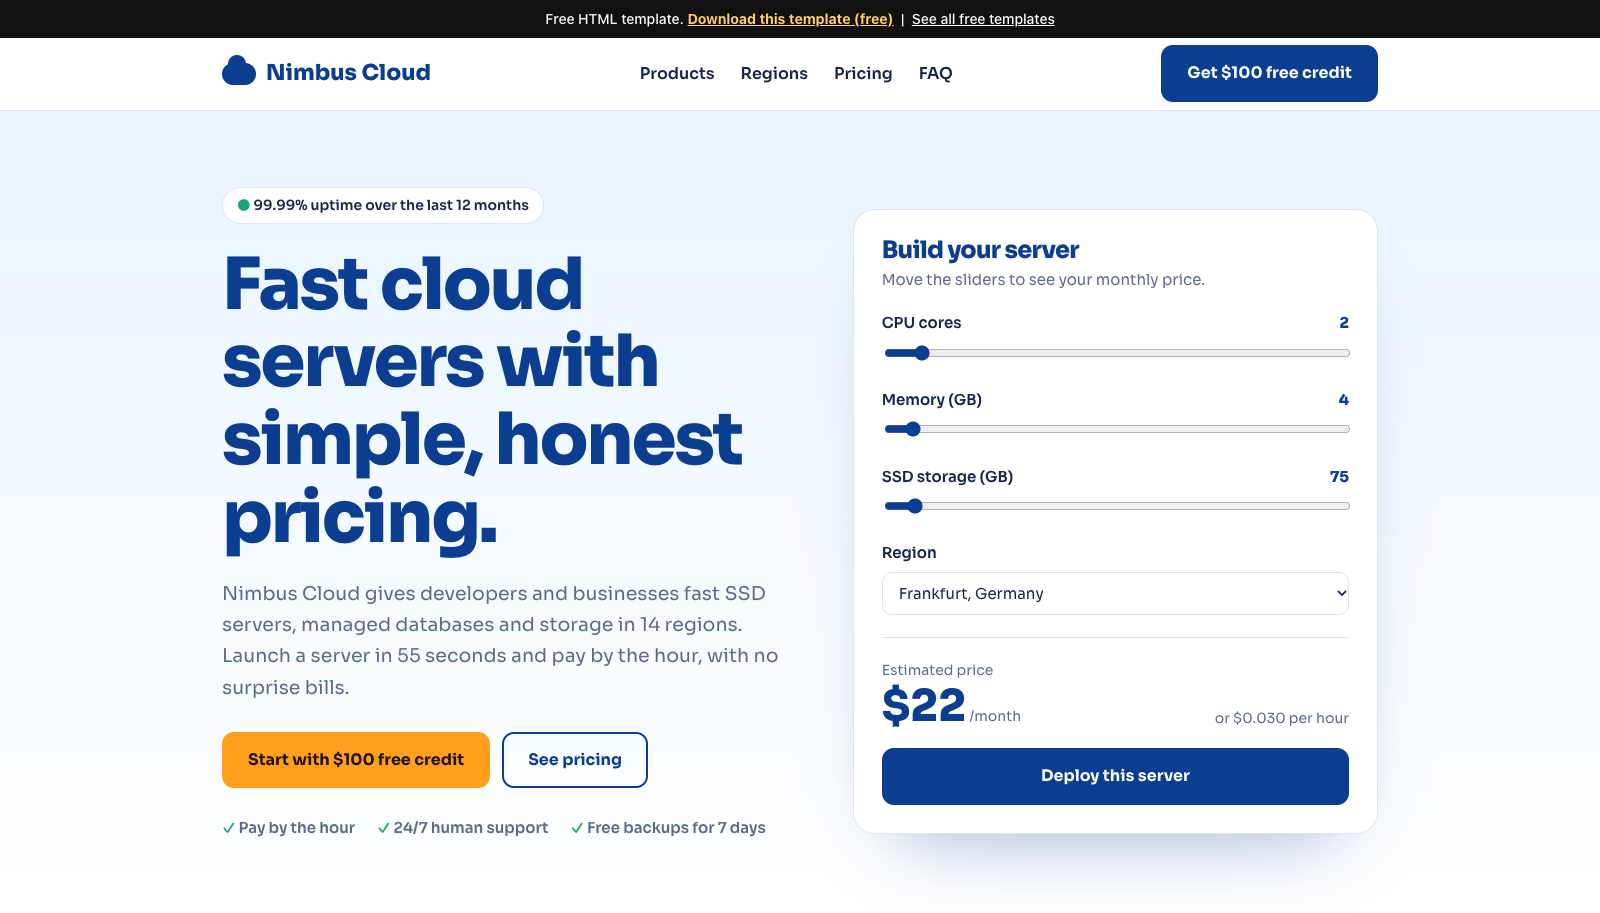 Free HTML template. Download this template (free) | See all free templates
Nimbus Cloud
Products Regions Pricing FAQ
Get $100 free credit
99.99% uptime over the last 12 months
Fast cloud
servers with
simple, honest
pricing.
Nimbus Cloud gives developers and businesses fast SSD
servers, managed databases and storage in 14 regions.
Launch a server in 55 seconds and pay by the hour, with no
surprise bills.
Start with $100 free credit
See pricing
✓ Pay by the hour ✓ 24/7 human support ✓ Free backups for 7 days
Build your server
Move the sliders to see your monthly price.
CPU cores 2
Memory (GB) 4
SSD storage (GB) 75
Region
Frankfurt, Germany
Estimated price
$22 /month or $0.030 per hour
Deploy this server